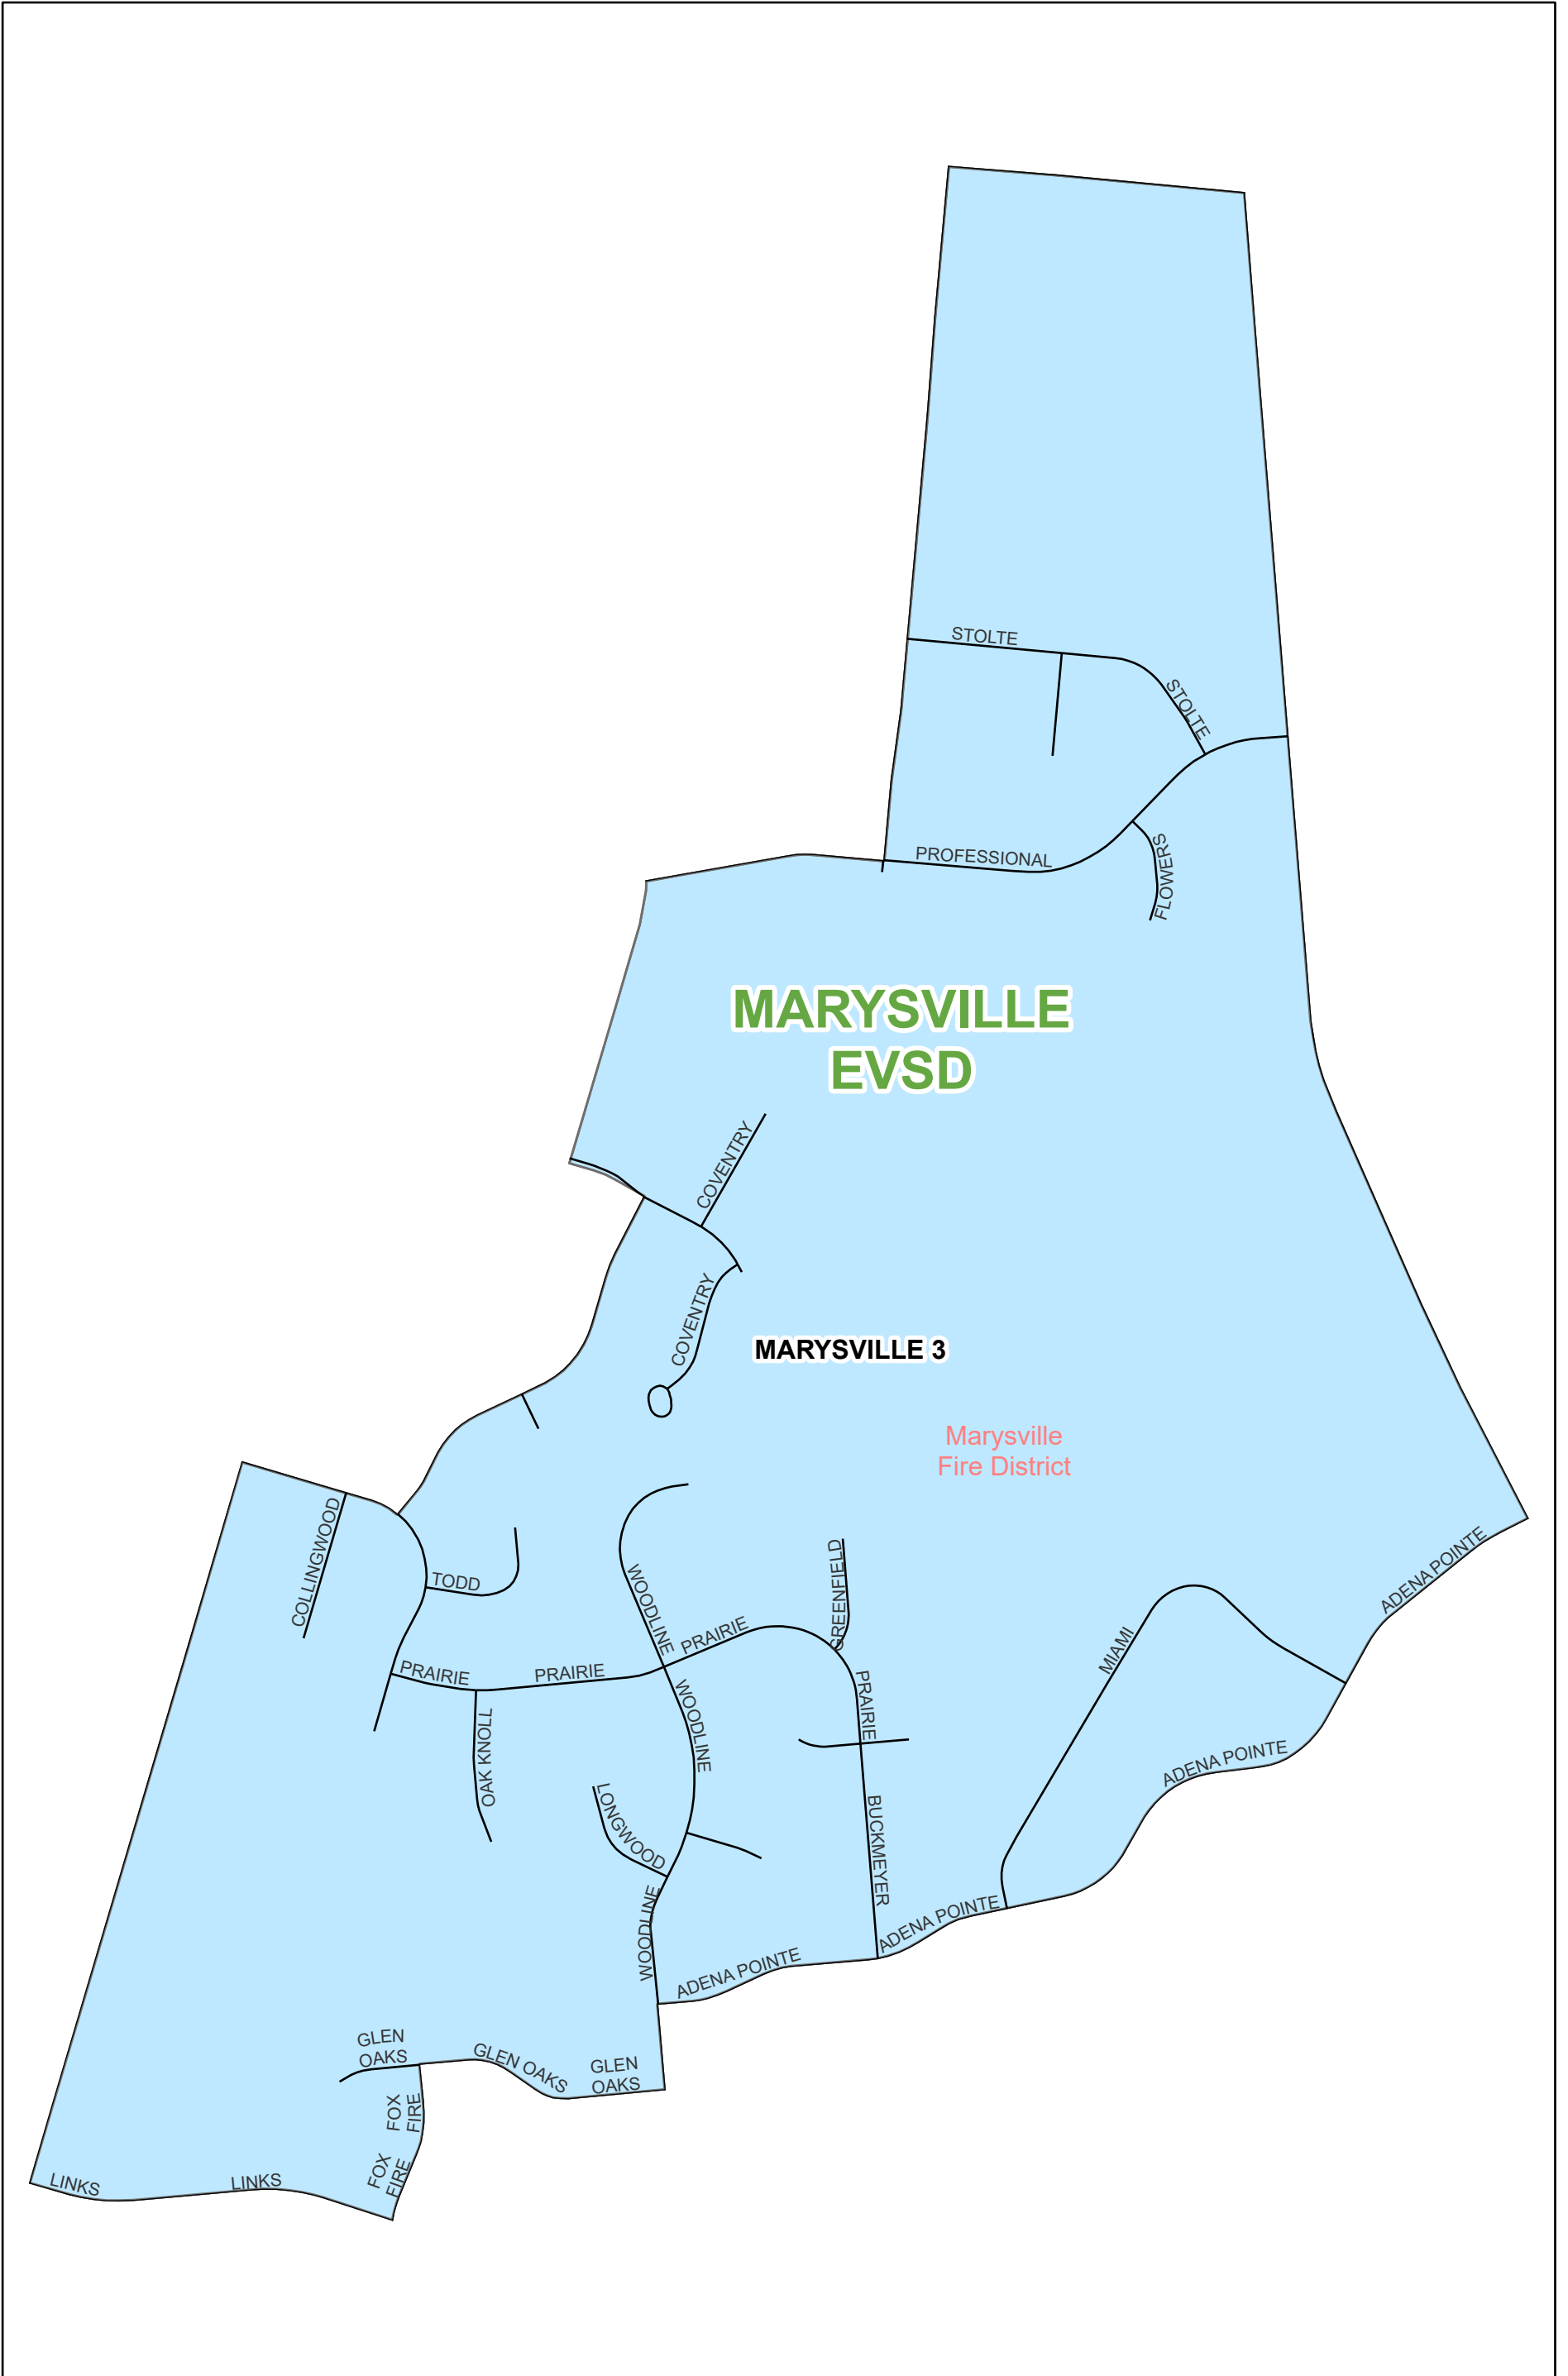 STOLTE
STOLTE
PROFESSIONAL
FLOWERS
MARYSVILLE
EVSD
COVENTRY
COVENTRY
MARYSVILLE 3
Marysville
Fire District
COLLINGWOOD
TODD
WOODLINE
GREENFIELD
ADENA POINTE
PRAIRIE
PRAIRIE
PRAIRIE
MIAMI
PRAIRIE
WOODLINE
OAK KNOLL
ADENA POINTE
LONGWOOD
BUCKMEYER
WOODLINE
ADENA POINTE
ADENA POINTE
GLEN
OAKS
GLEN OAKS
GLEN
OAKS
FOX
FIRE
FOX
FIRE
LINKS
LINKS